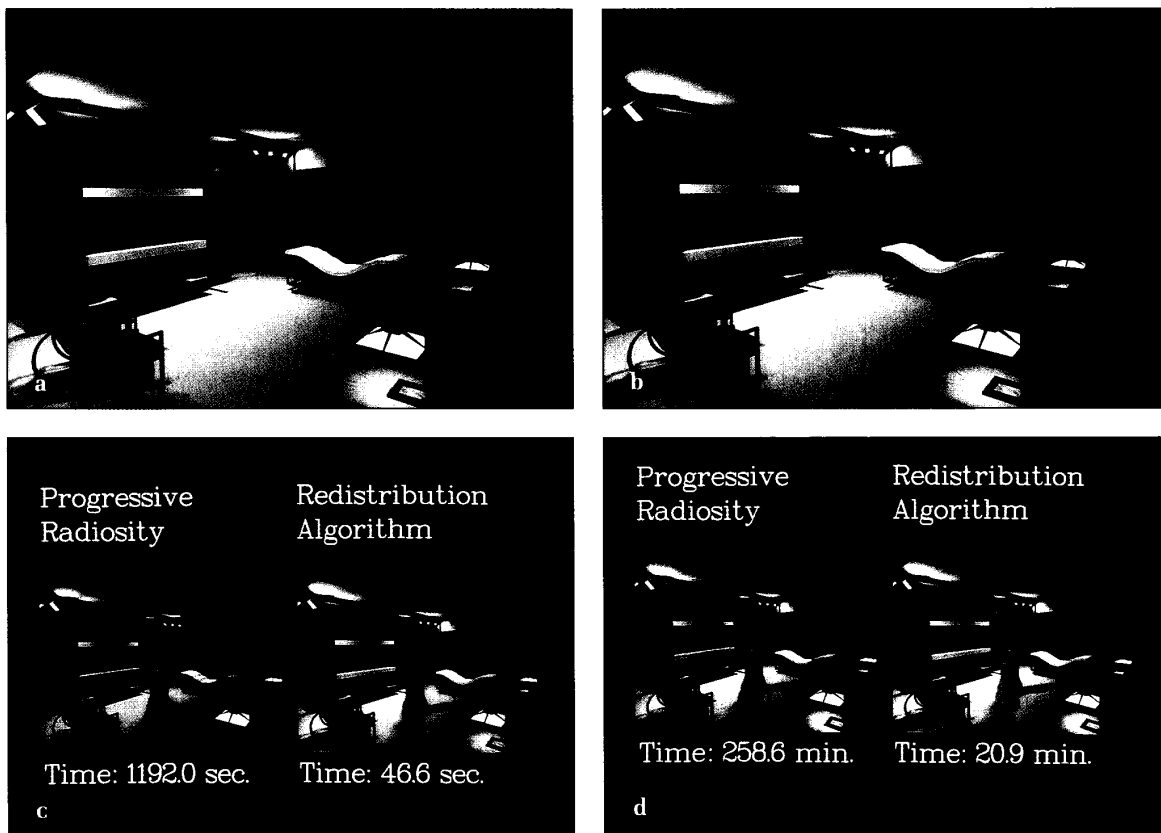 a
b
Progressive
Radiosity
Redistribution
Algorithm
Time: 1192.0 sec.
Time: 46.6 sec.
c
Progressive
Radiosity
Redistribution
Algorithm
Time: 258.6 min.
Time: 20.9 min.
d